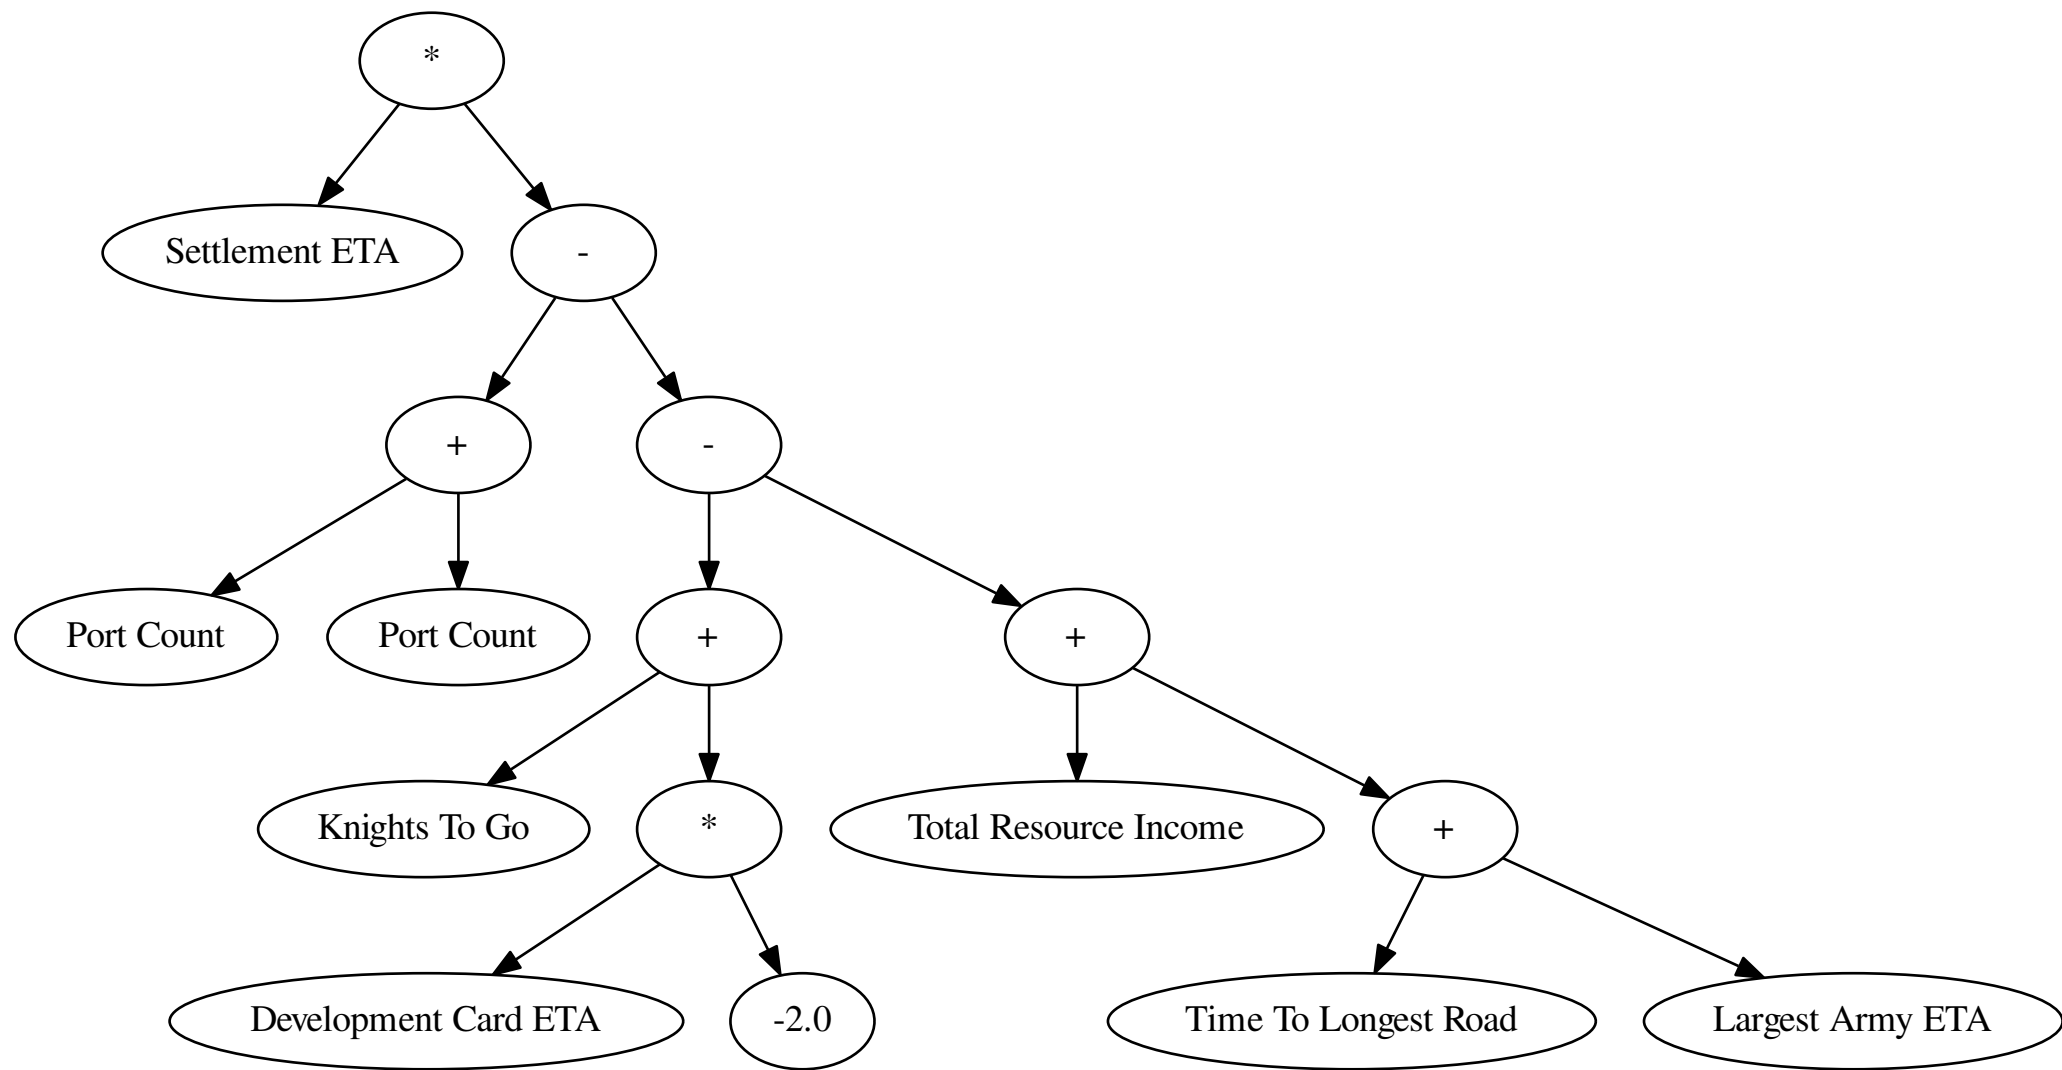 *
Settlement ETA
-
+
-
Port Count
Port Count
+
+
Knights To Go
*
Total Resource Income
+
Development Card ETA
-2.0
Time To Longest Road
Largest Army ETA